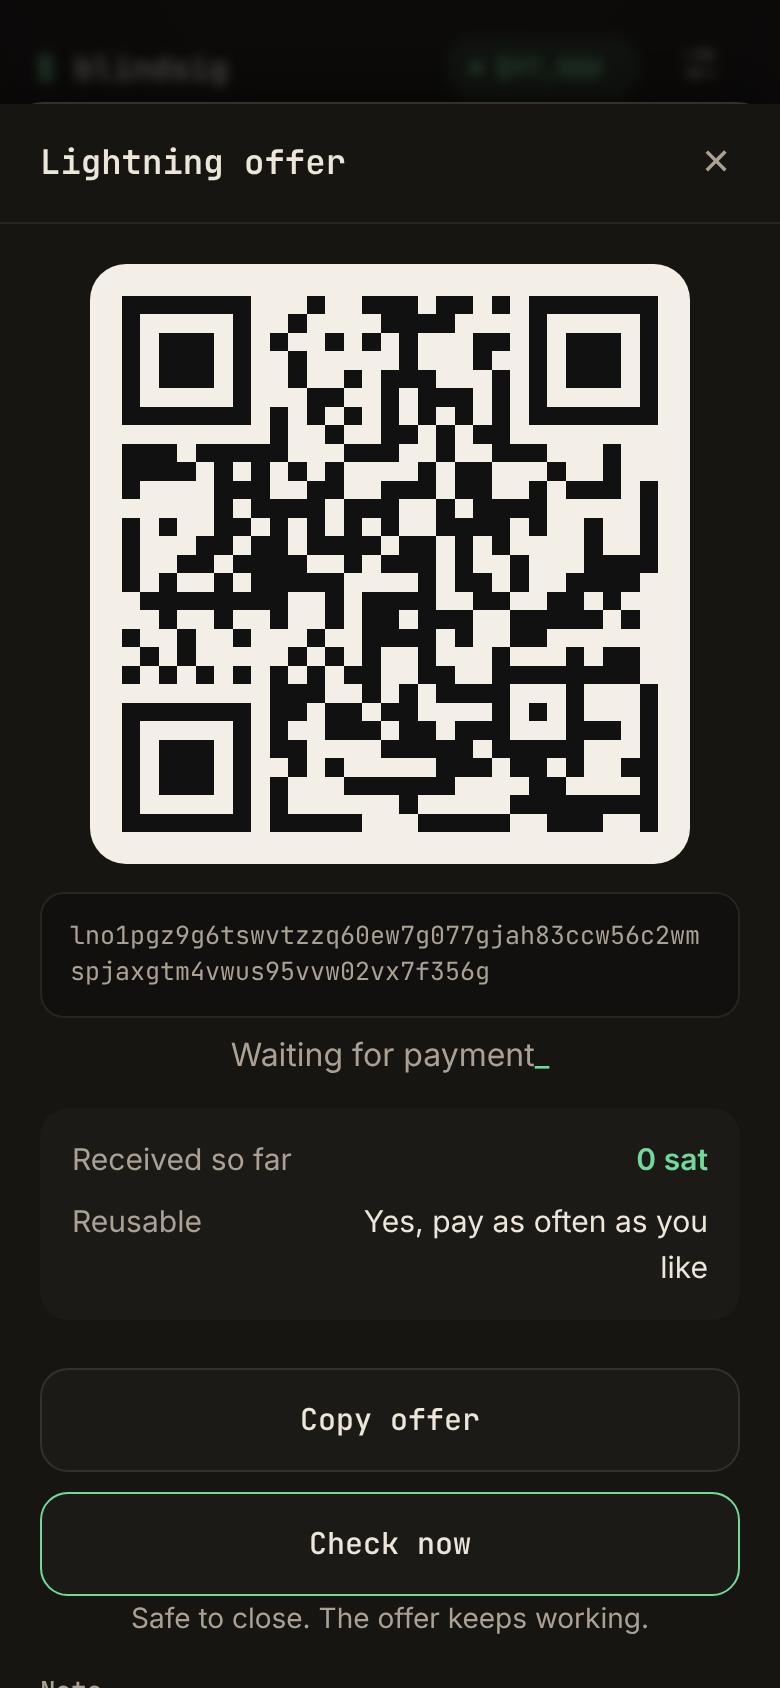 blindsig
Lightning offer
lno1pgz9g6tswvtzzq60ew7g077gjah83ccw56c2wm
spjaxgtm4vwus95vvw02vx7f356g
Waiting for payment_
Received so far
0 sat
Reusable
Yes, pay as often as you
like
Copy offer
Check now
Safe to close. The offer keeps working.